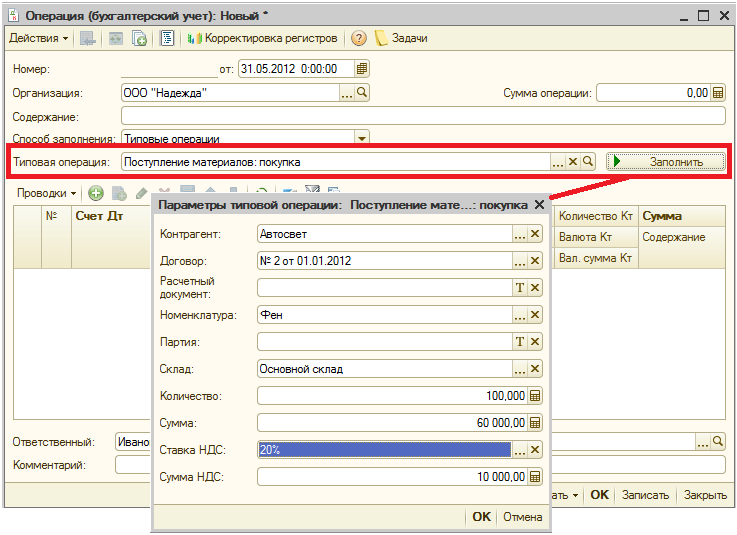 Операция (бухгалтерский учет): Новый *
Действия Корректировка регистров Задачи
Номер: от: 31.05.2012 0:00:00
Организация: ООО "Надежда" Сумма операции: 0,00
Содержание:
Способ заполнения: Типовые операции
Типовая операция: Поступление материалов: покупка Заполнить
Проводки
№ Счет Дт Количество Кт Сумма
Валюта Кт Содержание
Вал. сумма Кт
Параметры типовой операции: Поступление мате...: покупка
Контрагент: Автосвет
Договор: № 2 от 01.01.2012
Расчетный
документ: T
Номенклатура: Фен
Партия: T
Склад: Основной склад
Количество: 100,000
Сумма: 60 000,00
Ставка НДС: 20%
Сумма НДС: 10 000,00
OK Отмена
Ответственный: Ивано
Комментарий:
ать OK Записать Закрыть